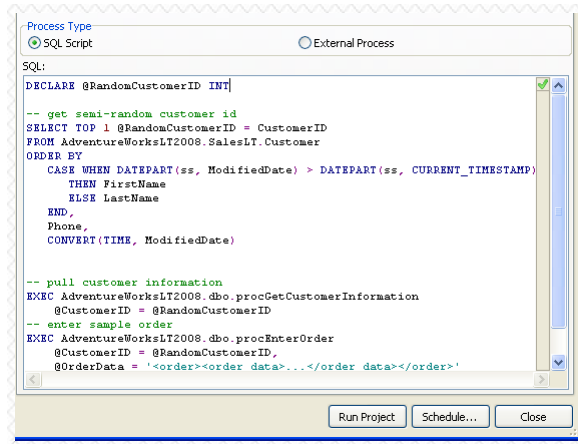 Process Type
SQL Script External Process
SQL:
DECLARE @RandomCustomerID INT
-- get semi-random customer id
SELECT TOP 1 @RandomCustomerID = CustomerID
FROM AdventureWorksLT2008.SalesLT.Customer
ORDER BY
CASE WHEN DATEPART(ss, ModifiedDate) > DATEPART(ss, CURRENT_TIMESTAMP)
THEN FirstName
ELSE LastName
END,
Phone,
CONVERT(TIME, ModifiedDate)
-- pull customer information
EXEC AdventureWorksLT2008.dbo.procGetCustomerInformation
@CustomerID = @RandomCustomerID
-- enter sample order
EXEC AdventureWorksLT2008.dbo.procEnterOrder
@CustomerID = @RandomCustomerID,
@OrderData = '<order><order data>...</order data></order>'
Run Project Schedule... Close